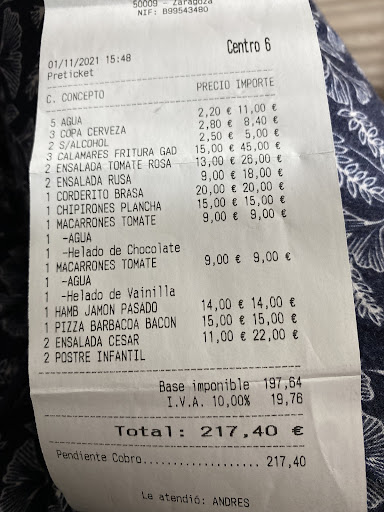 50009 - Zaragoza
NIF: B99543480
Centro 6
01/11/2021 15:48
Preticket
C. CONCEPTO PRECIO IMPORTE
5 AGUA 2,20 € 11,00 €
3 COPA CERVEZA 2,80 € 8,40 €
2 S/ALCOHOL 2,50 € 5,00 €
3 CALAMARES FRITURA GAD 15,00 € 45,00 €
2 ENSALADA TOMATE ROSA 13,00 € 26,00 €
2 ENSALADA RUSA 9,00 € 18,00 €
1 CORDERITO BRASA 20,00 € 20,00 €
1 CHIPIRONES PLANCHA 15,00 € 15,00 €
1 MACARRONES TOMATE 9,00 € 9,00 €
1 -AGUA
1 -Helado de Chocolate
1 MACARRONES TOMATE 9,00 € 9,00 €
1 -AGUA
1 -Helado de Vainilla
1 HAMB JAMON PASADO 14,00 € 14,00 €
1 PIZZA BARBACOA BACON 15,00 € 15,00 €
2 ENSALADA CESAR 11,00 € 22,00 €
2 POSTRE INFANTIL
Base imponible 197,64
I.V.A. 10,00% 19,76
Total: 217,40 €
Pendiente Cobro................... 217,40
Le atendió: ANDRES